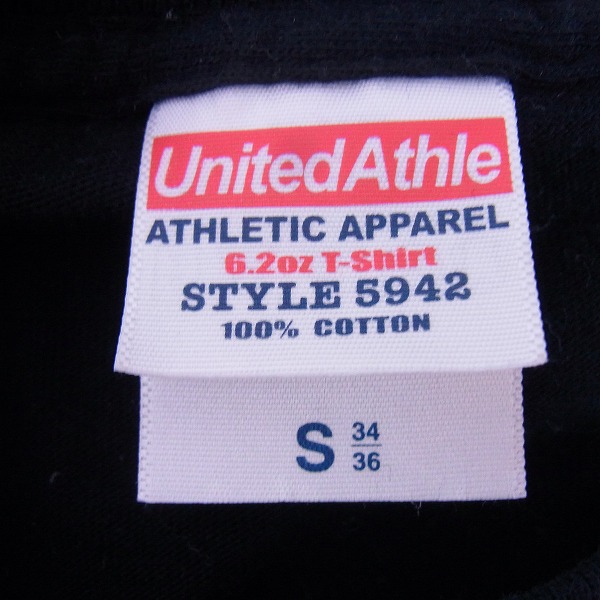 UnitedAthle
ATHLETIC APPAREL
6.2oz T-Shirt
STYLE 5942
100% COTTON
S 34
36